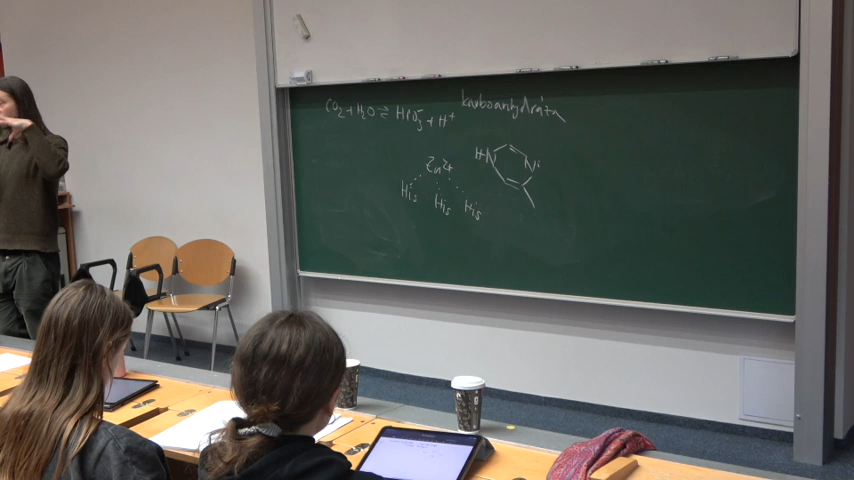 CO2 + H2O ⇌ HCO3- + H+
karboanhydráza
Zn2+
HN N:
His His His